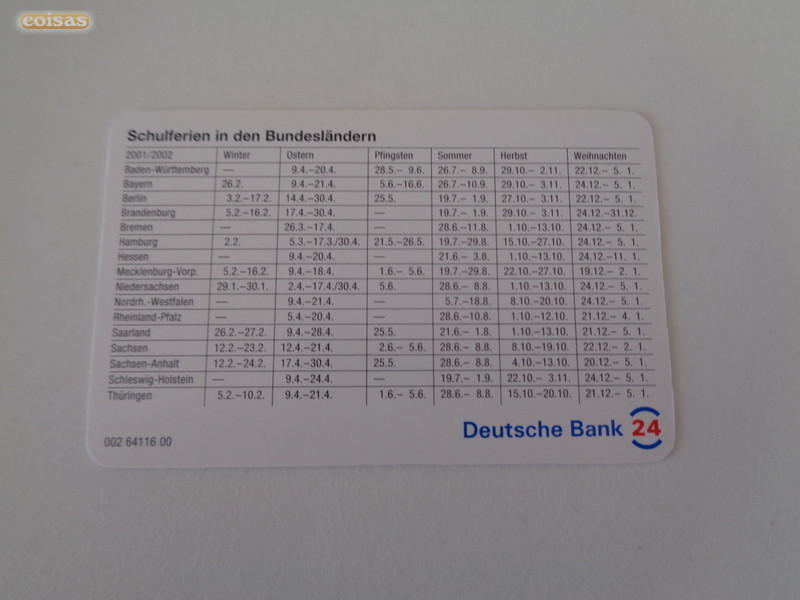 coisas
Schulferien in den Bundesländern
2001/2002 Winter Ostern Pfingsten Sommer Herbst Weihnachten
Baden-Württemberg — 9.4.–20.4. 28.5.– 9.6. 26.7.– 8.9. 29.10.– 2.11. 22.12.– 5. 1.
Bayern 26.2. 9.4.–21.4. 5.6.–16.6. 26.7.–10.9. 29.10.– 3.11. 24.12.– 5. 1.
Berlin 3.2.–17.2. 14.4.–30.4. 25.5. 19.7.– 1.9. 27.10.– 3.11. 22.12.– 5. 1.
Brandenburg 5.2.–16.2. 17.4.–30.4. — 19.7.– 1.9. 29.10.– 3.11. 24.12.–31.12.
Bremen — 26.3.–17.4. — 28.6.–11.8. 1.10.–13.10. 24.12.– 5. 1.
Hamburg 2.2. 5.3.–17.3./30.4. 21.5.–26.5. 19.7.–29.8. 15.10.–27.10. 24.12.– 5. 1.
Hessen — 9.4.–20.4. — 21.6.– 3.8. 1.10.–13.10. 24.12.–11. 1.
Mecklenburg-Vorp. 5.2.–16.2. 9.4.–18.4. 1.6.– 5.6. 19.7.–29.8. 22.10.–27.10. 19.12.– 2. 1.
Niedersachsen 29.1.–30.1. 2.4.–17.4/30.4. 5.6. 28.6.– 8.8. 1.10.–13.10. 24.12.– 5. 1.
Nordrh.-Westfalen — 9.4.–21.4. — 5.7.–18.8. 8.10.–20.10. 24.12.– 5. 1.
Rheinland-Pfalz — 5.4.–20.4. — 28.6.–10.8. 1.10.–12.10. 21.12.– 4. 1.
Saarland 26.2.–27.2. 9.4.–28.4. 25.5. 21.6.– 1.8. 1.10.–13.10. 21.12.– 5. 1.
Sachsen 12.2.–23.2. 12.4.–21.4. 2.6.– 5.6. 28.6.– 8.8. 8.10.–19.10. 22.12.– 2. 1.
Sachsen-Anhalt 12.2.–24.2. 17.4.–30.4. 25.5. 28.6.– 8.8. 4.10.–13.10. 20.12.– 5. 1.
Schleswig-Holstein — 9.4.–24.4. — 19.7.– 1.9. 22.10.– 3.11. 24.12.– 5. 1.
Thüringen 5.2.–10.2. 9.4.–21.4. 1.6.– 5.6. 28.6.– 8.8. 15.10.–20.10. 21.12.– 5. 1.
002 64116 00
Deutsche Bank 24